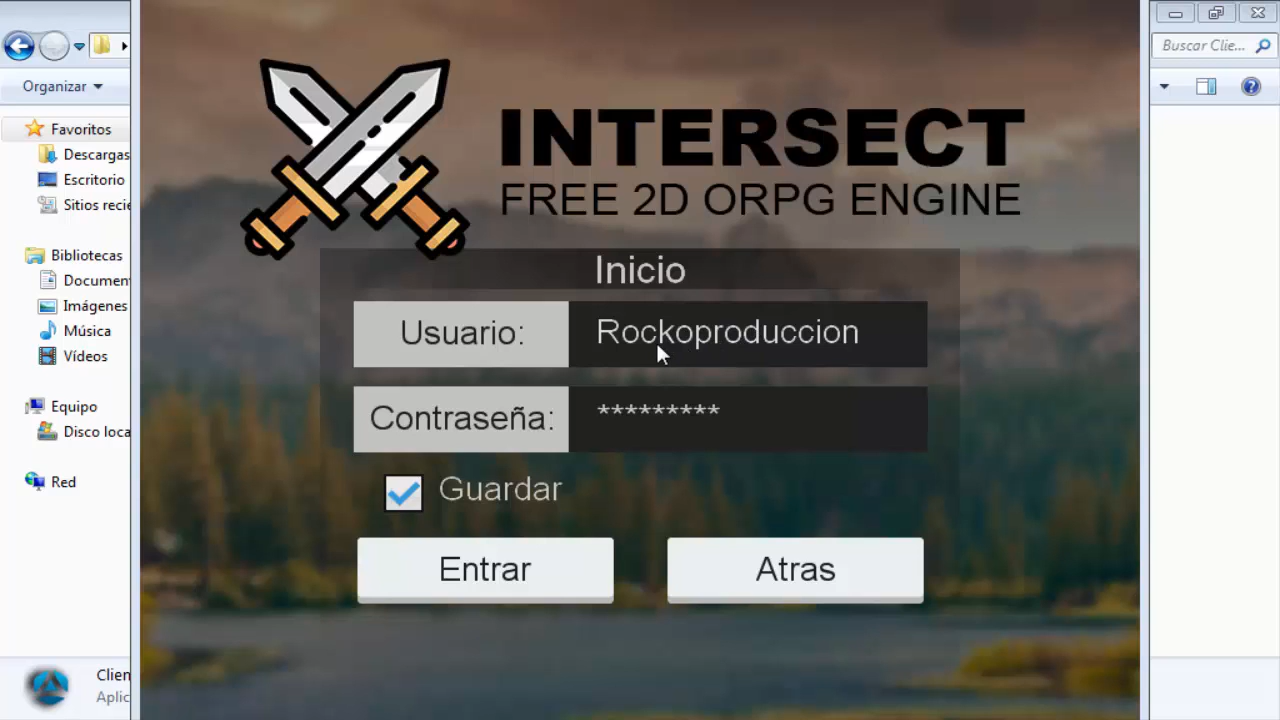 Buscar Clie...
Organizar
Favoritos
Descargas
Escritorio
Sitios recie
Bibliotecas
Documen
Imágenes
Música
Vídeos
Equipo
Disco loca
Red
Clien
Aplic
INTERSECT
FREE 2D ORPG ENGINE
Inicio
Usuario: Rockoproduccion
Contraseña: *********
Guardar
Entrar Atras